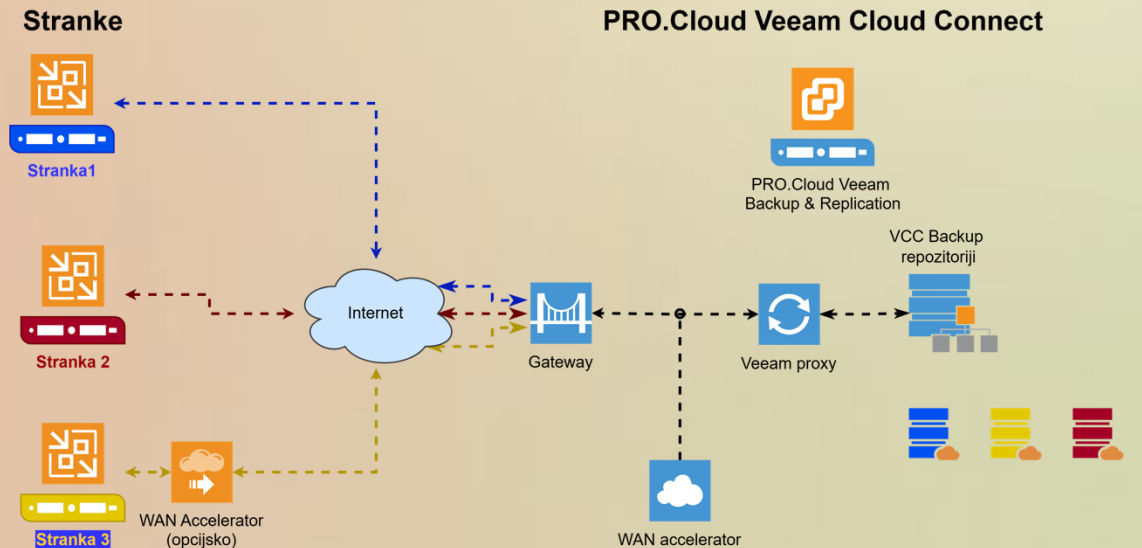 Stranke
PRO.Cloud Veeam Cloud Connect
Stranka1
PRO.Cloud Veeam
Backup & Replication
VCC Backup
repozitoriji
Stranka 2
Internet
Gateway
Veeam proxy
Stranka 3
WAN Accelerator
(opcijsko)
WAN accelerator